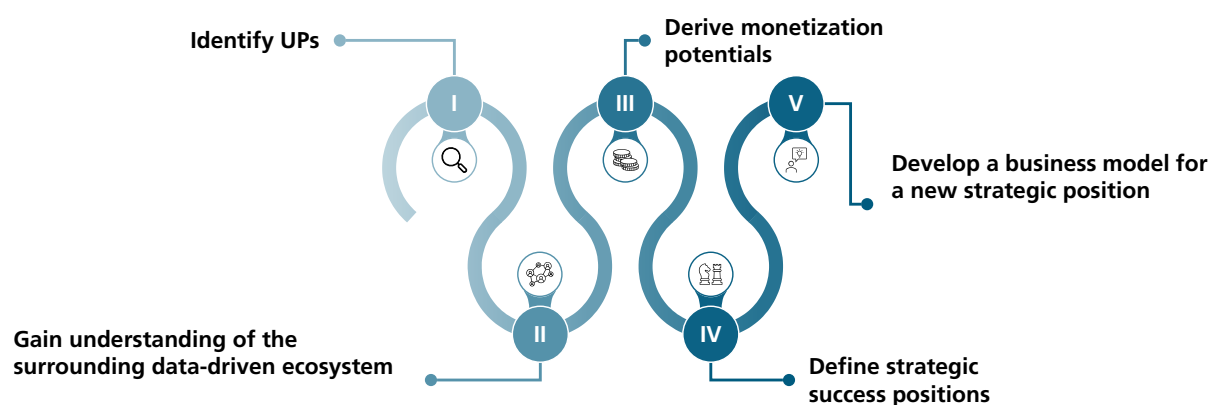 Identify UPs
Derive monetization
potentials
I
III
V
Develop a business model for
a new strategic position
II
IV
Gain understanding of the
surrounding data-driven ecosystem
Define strategic
success positions